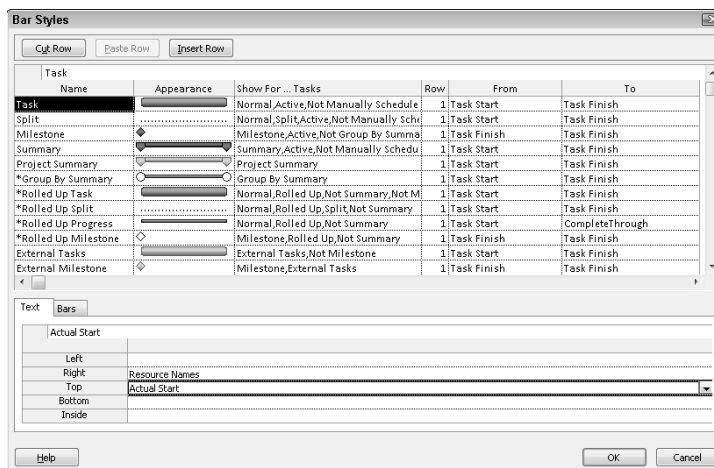 Bar Styles
Cut Row Paste Row Insert Row
Task
Name Appearance Show For ... Tasks Row From To
Task Normal,Active,Not Manually Schedule 1 Task Start Task Finish
Split Normal,Split,Active,Not Manually Sche 1 Task Start Task Finish
Milestone Milestone,Active,Not Group By Summa 1 Task Finish Task Finish
Summary Summary,Active,Not Manually Schedu 1 Task Start Task Finish
Project Summary Project Summary 1 Task Start Task Finish
*Group By Summary Group By Summary 1 Task Start Task Finish
*Rolled Up Task Normal,Rolled Up,Not Summary,Not M 1 Task Start Task Finish
*Rolled Up Split Normal,Rolled Up,Split,Not Summary 1 Task Start Task Finish
*Rolled Up Progress Normal,Rolled Up,Not Summary 1 Task Start CompleteThrough
*Rolled Up Milestone Milestone,Rolled Up,Not Summary 1 Task Finish Task Finish
External Tasks External Tasks,Not Milestone 1 Task Start Task Finish
External Milestone Milestone,External Tasks 1 Task Finish Task Finish
Text Bars
Actual Start
Left
Right Resource Names
Top Actual Start
Bottom
Inside
Help OK Cancel